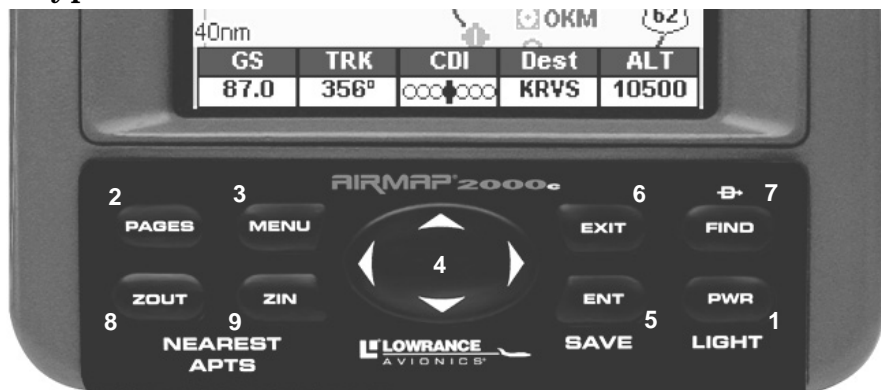 40nm OKM 62
GS TRK CDI Dest ALT
87.0 356° KRVS 10500
AIRMAP® 2000c
2 3 6 7
PAGES MENU EXIT FIND
4
ZOUT ZIN ENT PWR
8 9 5 1
NEAREST SAVE LIGHT
APTS
LOWRANCE
AVIONICS®